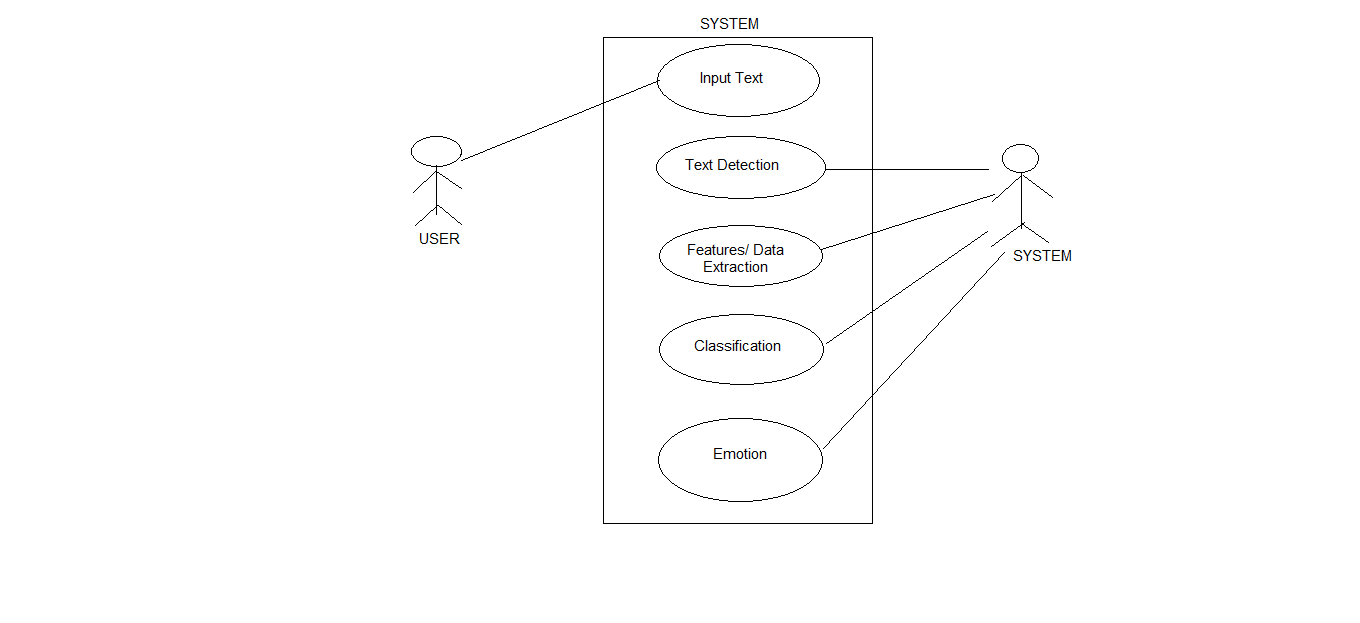 SYSTEM
Input Text
Text Detection
Features/ Data
Extraction
Classification
Emotion
USER
SYSTEM